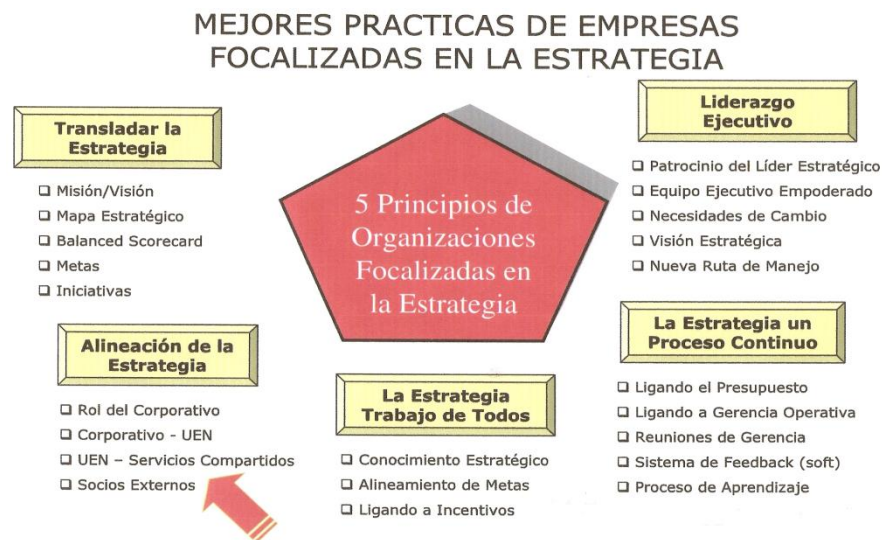 MEJORES PRACTICAS DE EMPRESAS
FOCALIZADAS EN LA ESTRATEGIA
Transladar la
Estrategia
❑ Misión/Visión
❑ Mapa Estratégico
❑ Balanced Scorecard
❑ Metas
❑ Iniciativas
5 Principios de
Organizaciones
Focalizadas en
la Estrategia
Liderazgo
Ejecutivo
❑ Patrocinio del Líder Estratégico
❑ Equipo Ejecutivo Empoderado
❑ Necesidades de Cambio
❑ Visión Estratégica
❑ Nueva Ruta de Manejo
Alineación de la
Estrategia
❑ Rol del Corporativo
❑ Corporativo - UEN
❑ UEN – Servicios Compartidos
❑ Socios Externos
La Estrategia
Trabajo de Todos
❑ Conocimiento Estratégico
❑ Alineamiento de Metas
❑ Ligando a Incentivos
La Estrategia un
Proceso Continuo
❑ Ligando el Presupuesto
❑ Ligando a Gerencia Operativa
❑ Reuniones de Gerencia
❑ Sistema de Feedback (soft)
❑ Proceso de Aprendizaje